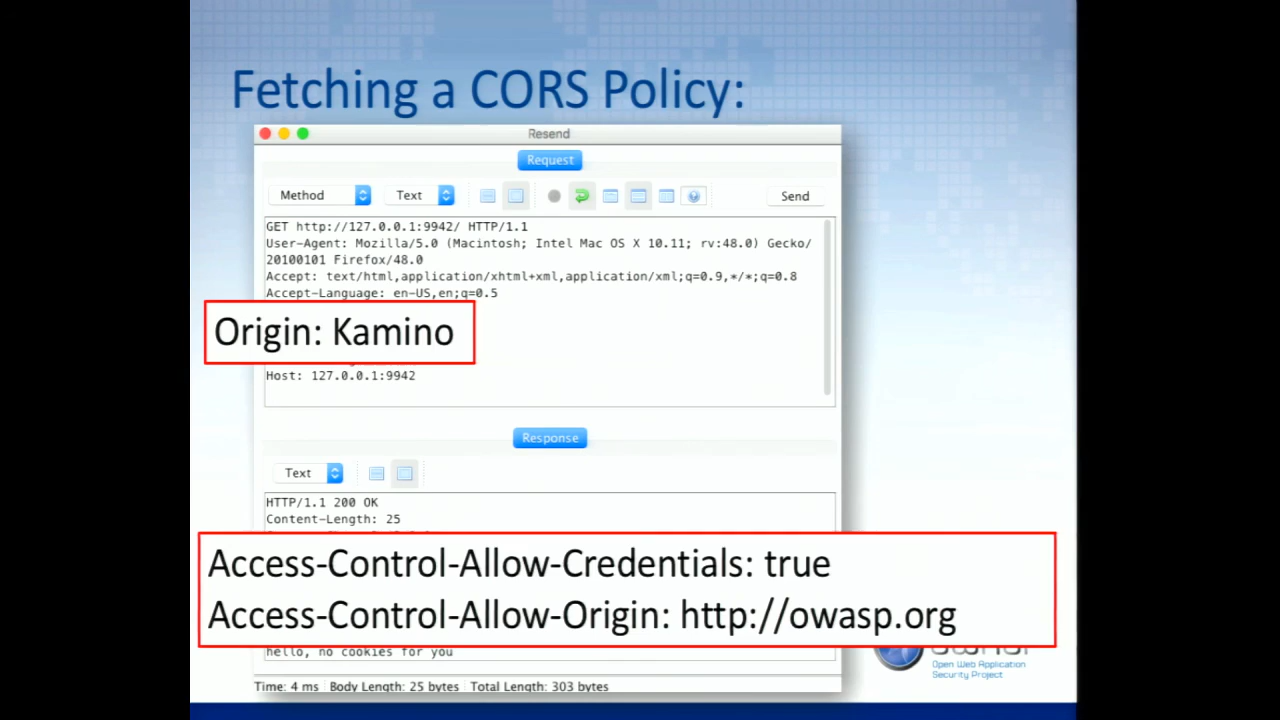 Fetching a CORS Policy:
Resend
Request
Method Text Send
GET http://127.0.0.1:9942/ HTTP/1.1
User-Agent: Mozilla/5.0 (Macintosh; Intel Mac OS X 10.11; rv:48.0) Gecko/
20100101 Firefox/48.0
Accept: text/html,application/xhtml+xml,application/xml;q=0.9,*/*;q=0.8
Accept-Language: en-US,en;q=0.5
Origin: Kamino
Host: 127.0.0.1:9942
Response
Text
HTTP/1.1 200 OK
Content-Length: 25
Access-Control-Allow-Credentials: true
Access-Control-Allow-Origin: http://owasp.org
hello, no cookies for you
Open Web Application
Security Project
Time: 4 ms Body Length: 25 bytes Total Length: 303 bytes